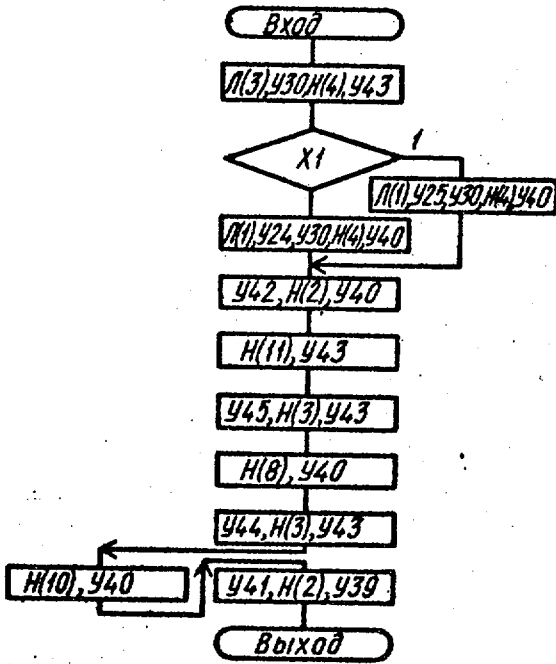 Вход
Л(3),У30,Н(4),У43
Х1
1
Л(1),У25,У30,Н(4),У40
Л(1),У24,У30,Н(4),У40
У42,Н(2),У40
Н(11),У43
У45,Н(3),У43
Н(8),У40
У44,Н(3),У43
Н(10),У40
У41,Н(2),У39
Выход